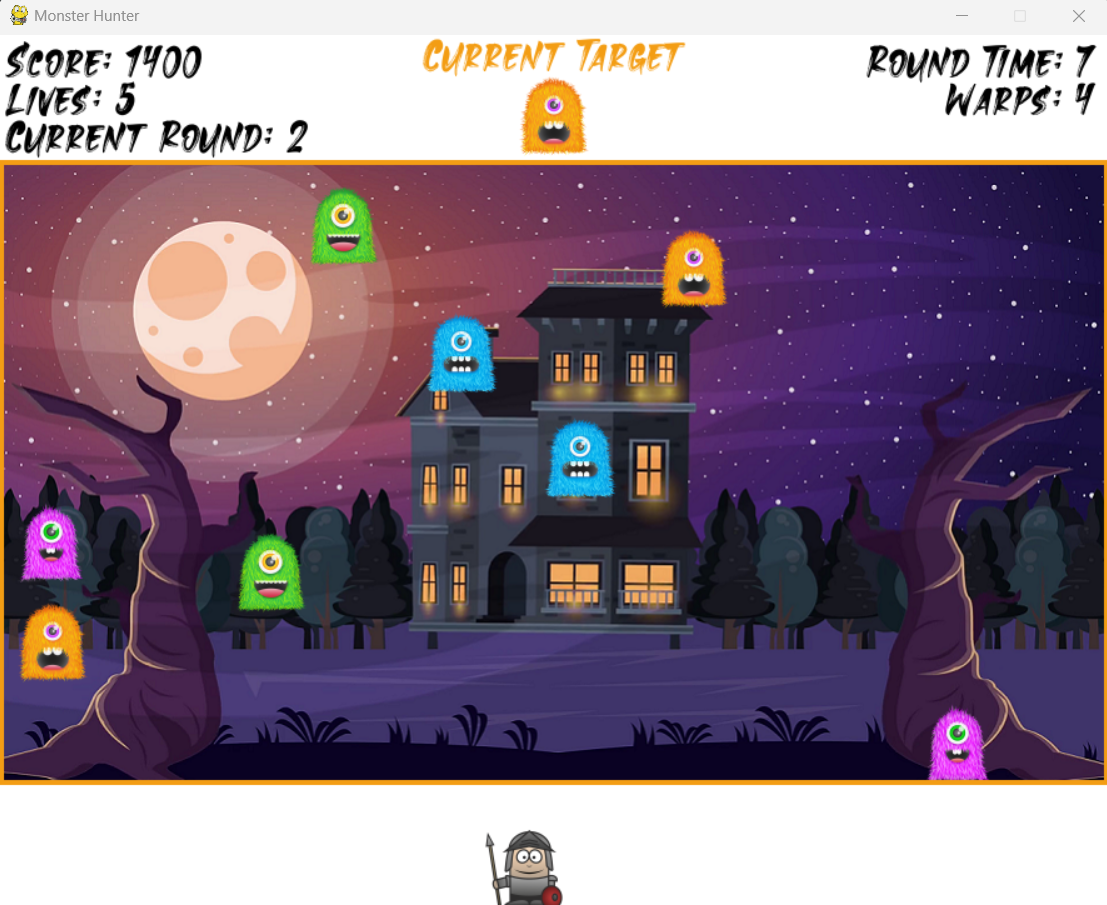 Monster Hunter
Score: 1400
Lives: 5
Current Round: 2
Current Target
Round Time: 7
Warps: 4